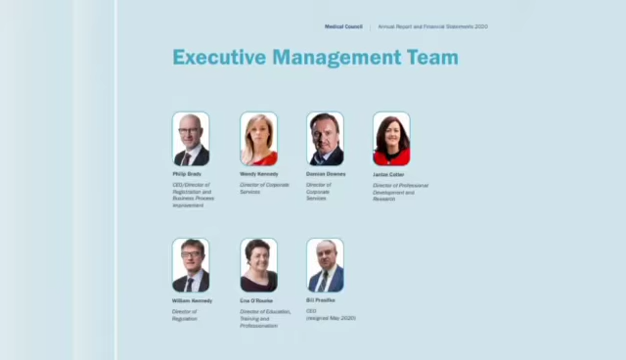 Medical Council | Annual Report and Financial Statements 2020
Executive Management Team
Philip Brady
CEO/Director of
Registration and
Business Process
Improvement
Wendy Kennedy
Director of Corporate
Services
Damian Downey
Director of
Corporate
Services
Janice Cotter
Director of Professional
Development and
Research
William Kennedy
Director of
Regulation
Una O'Rourke
Director of Education,
Training and
Professionalism
Bill Prasifka
CEO
(resigned May 2020)